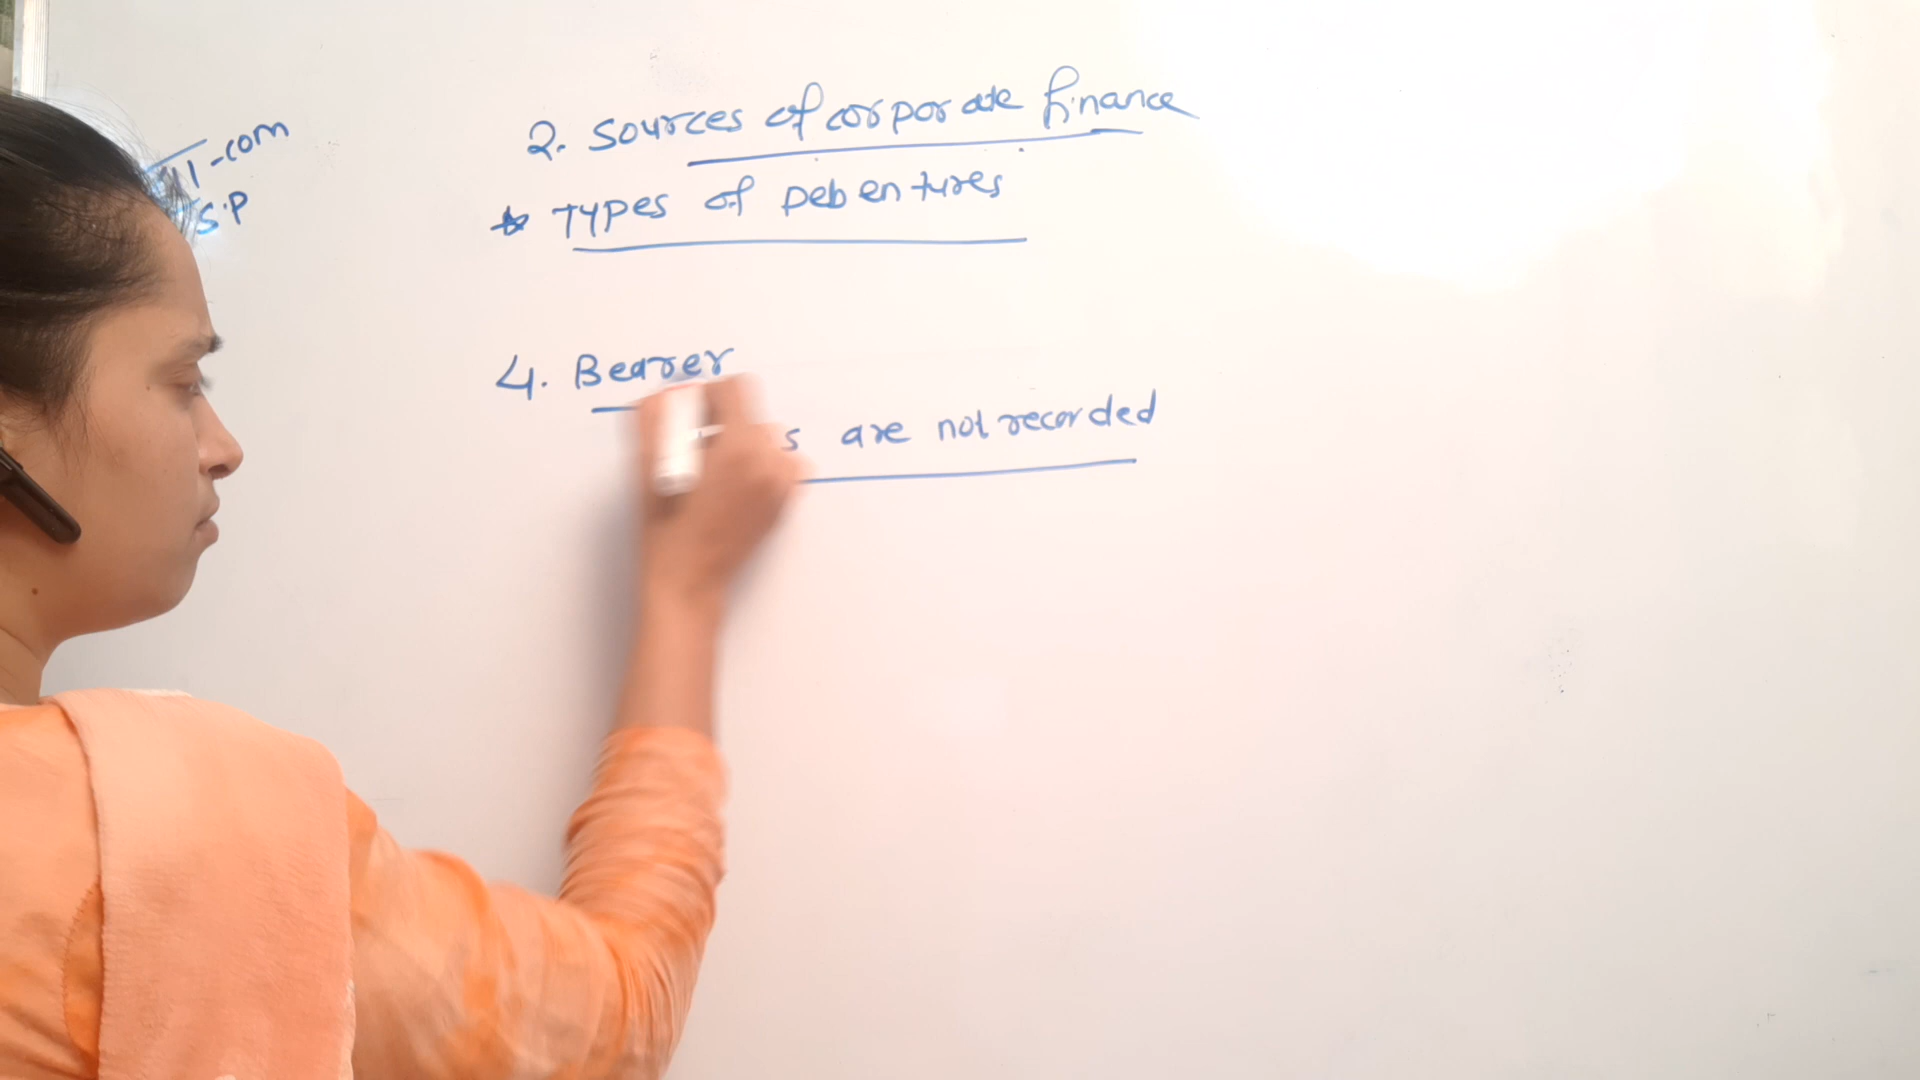 -com
S.P
2. Sources of corporate finance
* Types of Debentures
4. Bearer
are not recorded